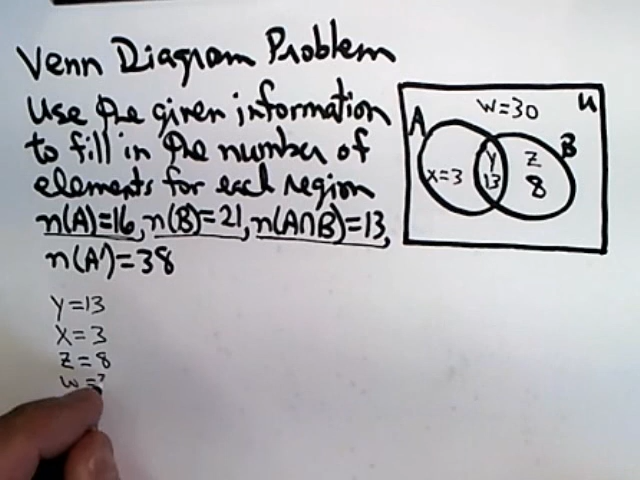 Venn Diagram Problem
Use the given information
to fill in the number of
elements for each region
n(A)=16, n(B)=21, n(A∩B)=13,
n(A')=38
Y=13
X=3
Z=8
W=
W=30 U
A B
X=3 Y Z
13 8